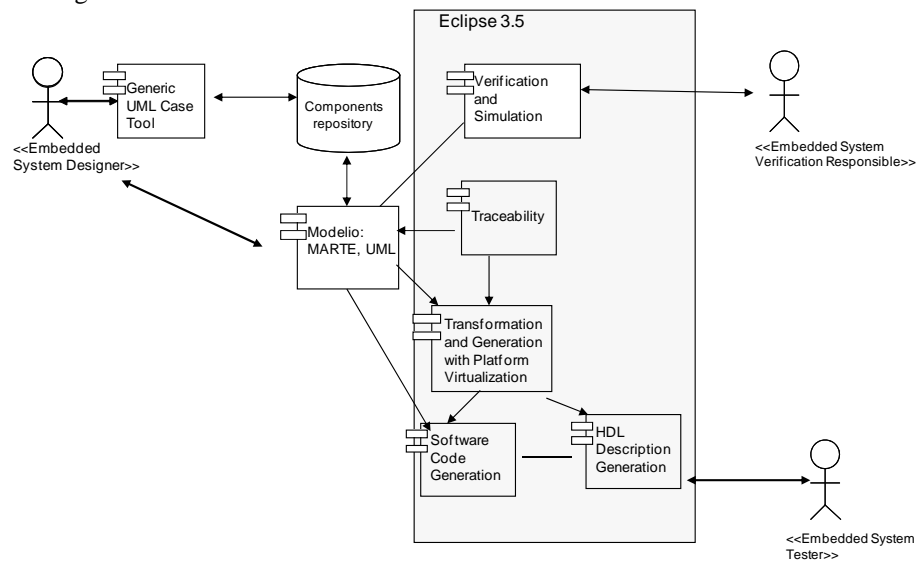 Eclipse 3.5
Generic
UML Case
Tool
Components
repository
Verification
and
Simulation
<<Embedded
System Designer>>
<<Embedded System
Verification Responsible>>
Traceability
Modelio:
MARTE, UML
Transformation
and Generation
with Platform
Virtualization
Software
Code
Generation
HDL
Description
Generation
<<Embedded System
Tester>>